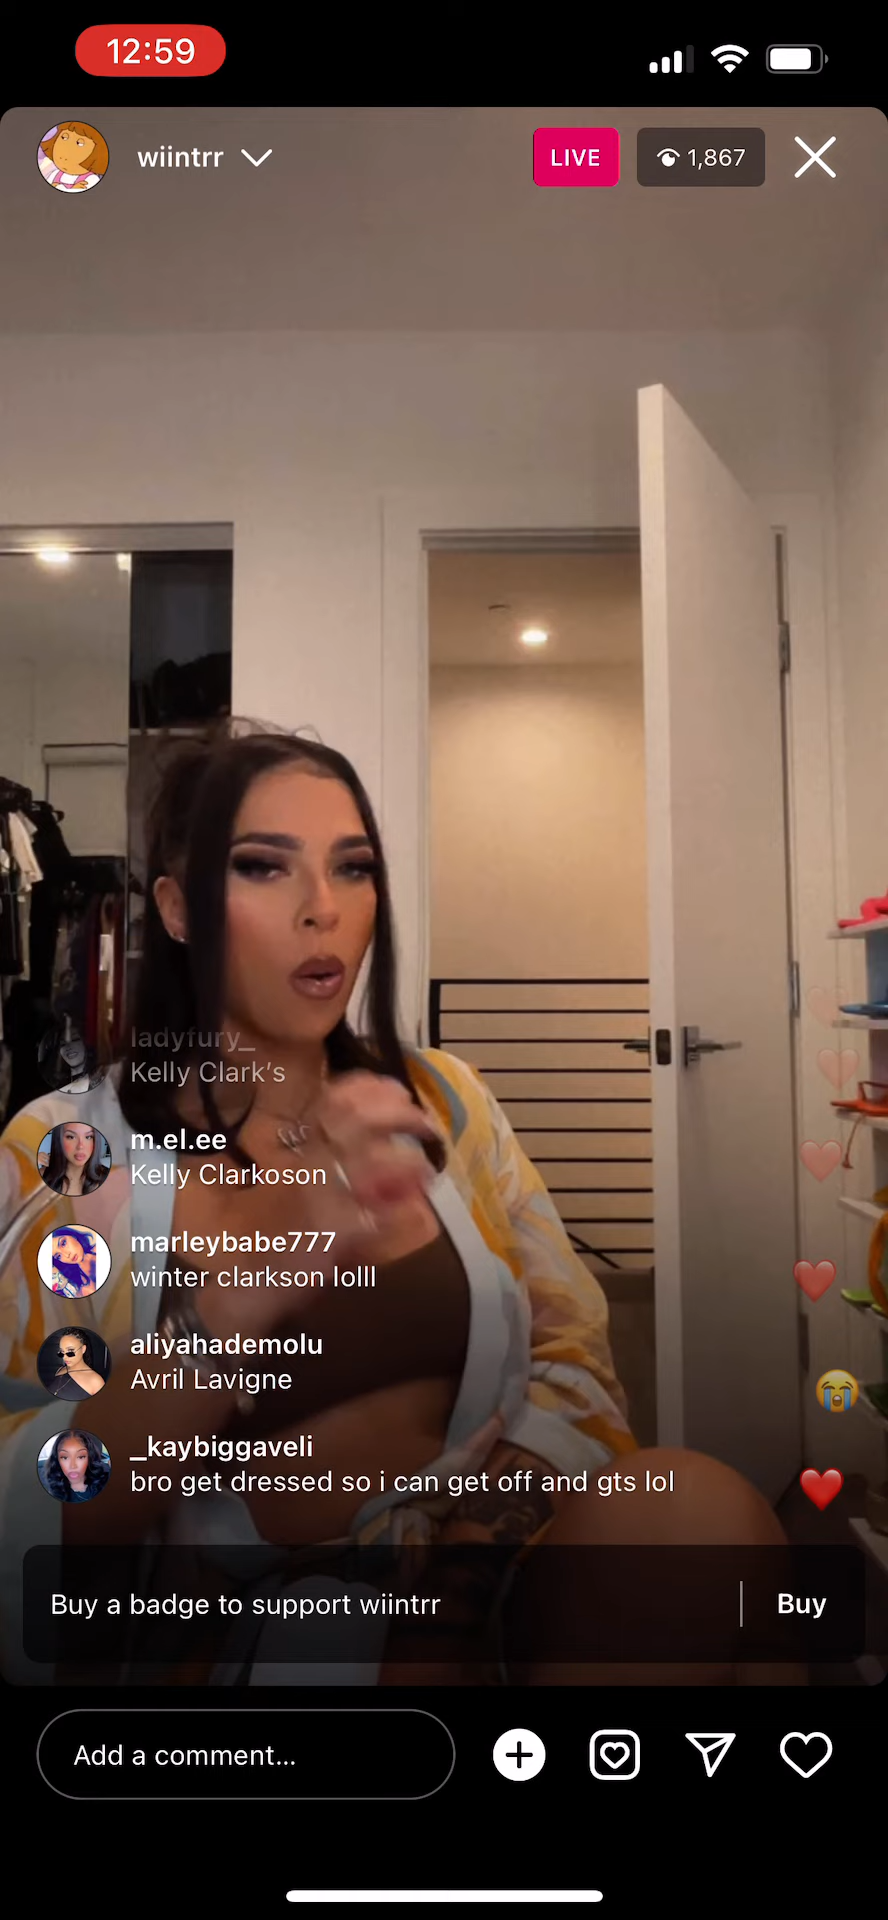 12:59
wiintrr
LIVE
1,867
ladyfury_
Kelly Clark’s
m.el.ee
Kelly Clarkoson
marleybabe777
winter clarkson lolll
aliyahademolu
Avril Lavigne
_kaybiggaveli
bro get dressed so i can get off and gts lol
Buy a badge to support wiintrr
Buy
Add a comment...